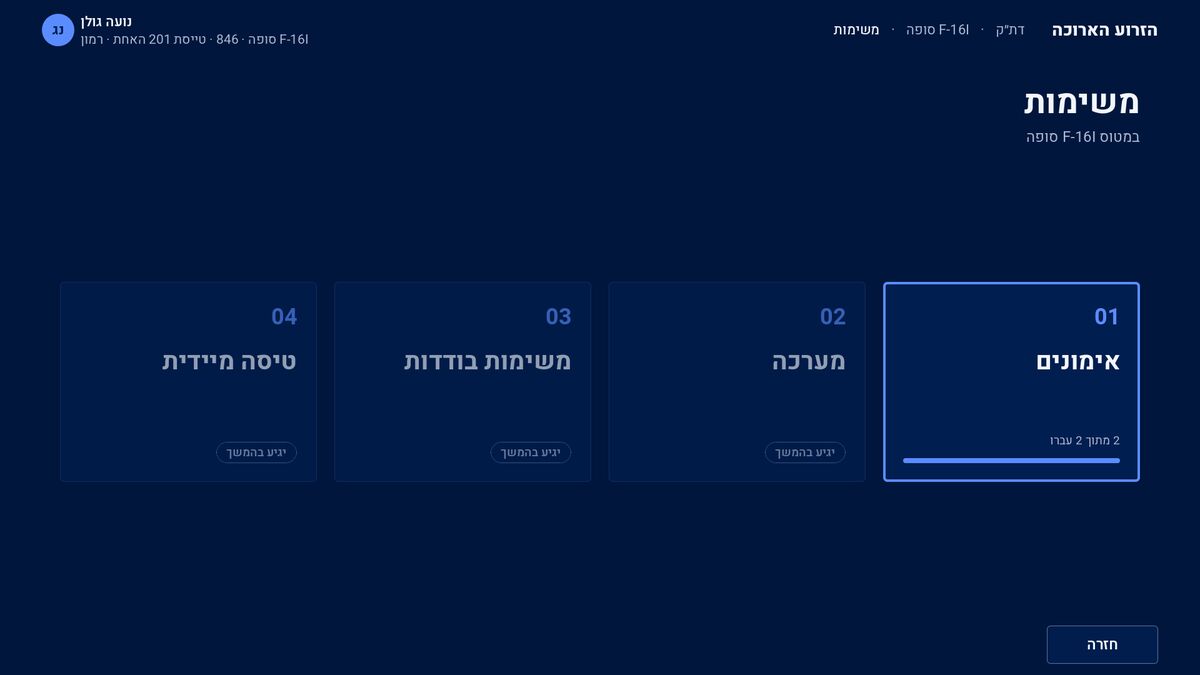 הזרוע הארוכה
דת״ק · F-16I סופה · משימות
נועה גולן
F-16I סופה · 846 · טייסת 201 האחת · רמון
נג
משימות
במטוס F-16I סופה
01
אימונים
2 מתוך 2 עברו
02
מערכה
יגיע בהמשך
03
משימות בודדות
יגיע בהמשך
04
טיסה מיידית
יגיע בהמשך
חזרה